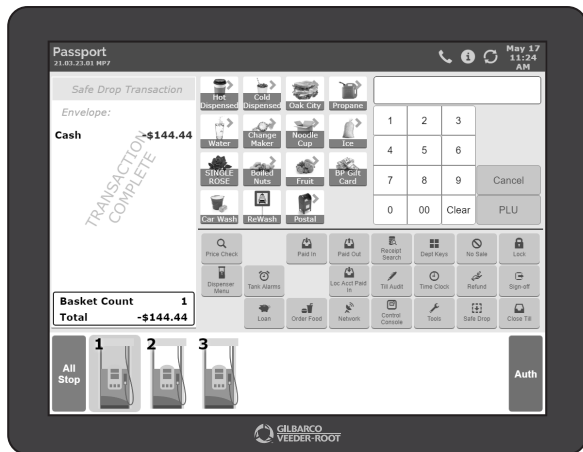 Passport
21.03.23.01 MP7
May 17
11:24
AM
Safe Drop Transaction
Envelope:
Cash -$144.44
TRANSACTION
COMPLETE
Basket Count 1
Total -$144.44
Hot
Dispensed
Cold
Dispensed
Oak City
Propane
Water
Change
Maker
Noodle
Cup
Ice
SINGLE
ROSE
Boiled
Nuts
Fruit
BP Gift
Card
Car Wash
ReWash
Postal
1 2 3
4 5 6
7 8 9 Cancel
0 00 Clear PLU
Price Check
Paid In
Paid Out
Receipt
Search
Dept Keys
No Sale
Lock
Dispenser
Menu
Tank Alarms
Loc Acct Paid
In
Till Audit
Time Clock
Refund
Sign-off
Loan
Order Food
Network
Control
Console
Tools
Safe Drop
Close Till
All
Stop
1 2 3
Auth
GILBARCO
VEEDER-ROOT